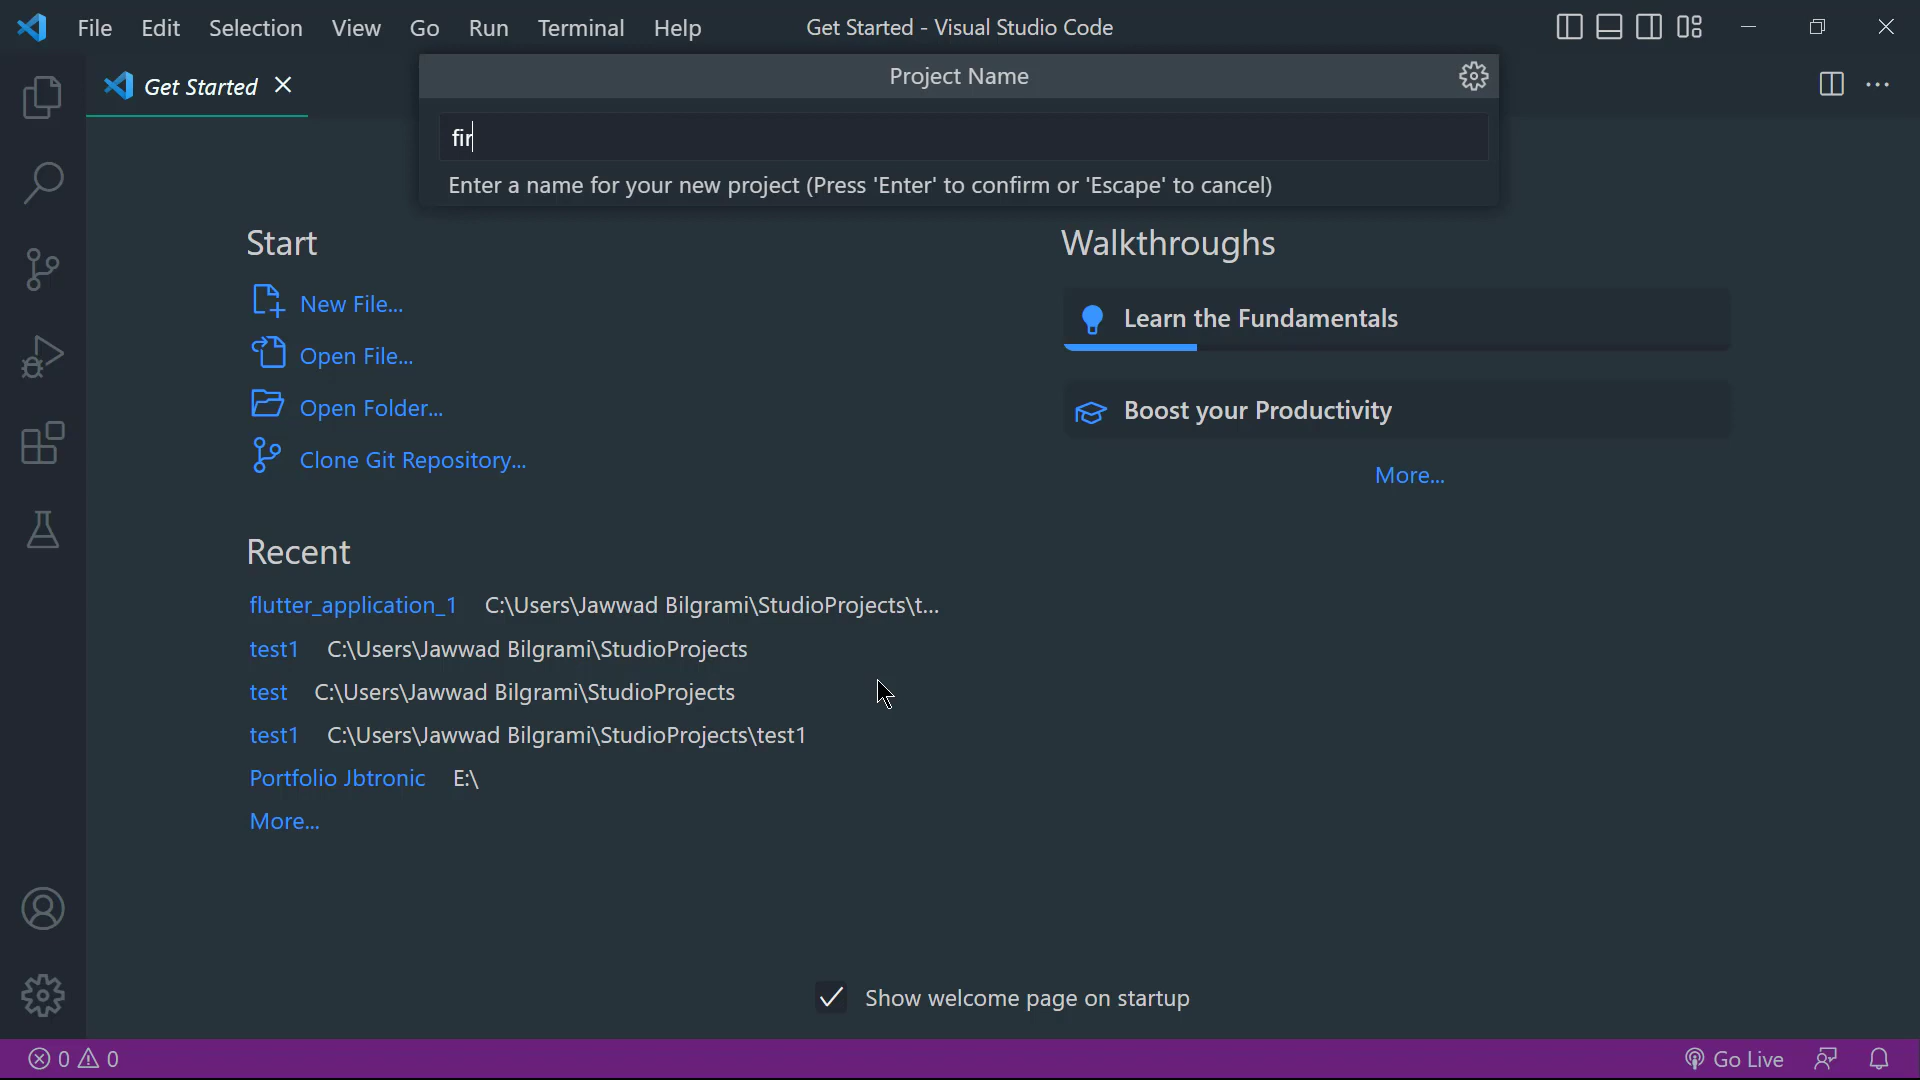 File Edit Selection View Go Run Terminal Help Get Started - Visual Studio Code
Get Started
Project Name
fir
Enter a name for your new project (Press 'Enter' to confirm or 'Escape' to cancel)
Start
New File...
Open File...
Open Folder...
Clone Git Repository...
Walkthroughs
Learn the Fundamentals
Boost your Productivity
More...
Recent
flutter_application_1 C:\Users\Jawwad Bilgrami\StudioProjects\t...
test1 C:\Users\Jawwad Bilgrami\StudioProjects
test C:\Users\Jawwad Bilgrami\StudioProjects
test1 C:\Users\Jawwad Bilgrami\StudioProjects\test1
Portfolio Jbtronic E:\
More...
Show welcome page on startup
0 0 Go Live